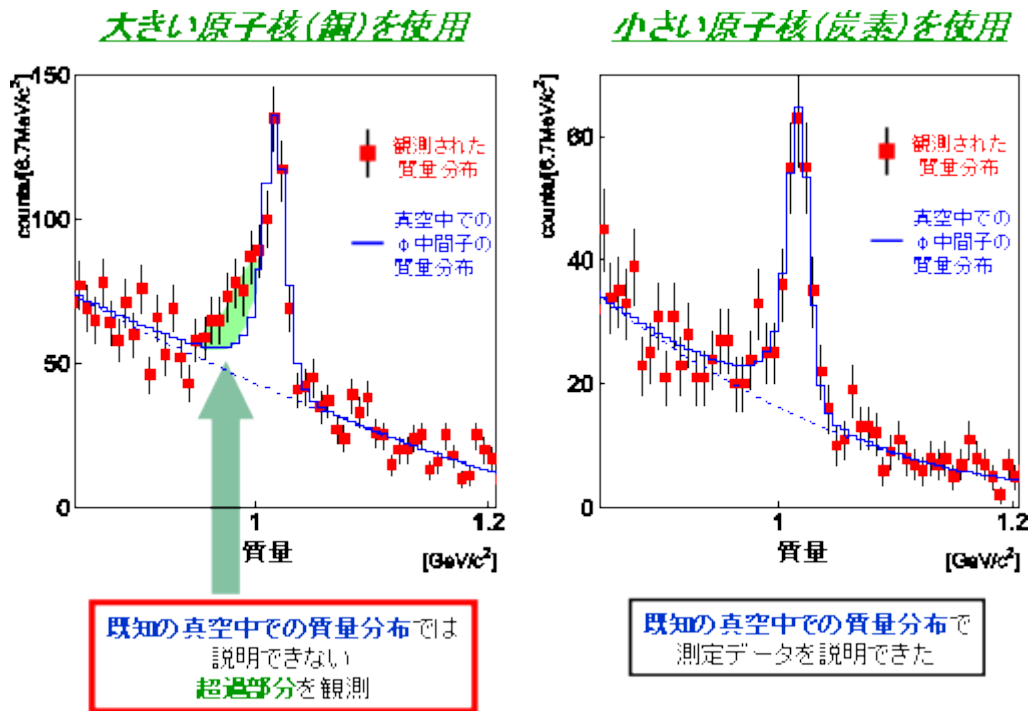 大きい原子核(銅)を使用
150
100
50
0
counts/[6.7MeV/c²]
観測された
質量分布
真空中での
φ中間子の
質量分布
1
1.2
質量
[GeV/c²]
既知の真空中での質量分布では
説明できない
超過部分を観測
小さい原子核(炭素)を使用
60
40
20
0
counts/[6.7MeV/c²]
観測された
質量分布
真空中での
φ中間子の
質量分布
1
1.2
質量
[GeV/c²]
既知の真空中での質量分布で
測定データを説明できた